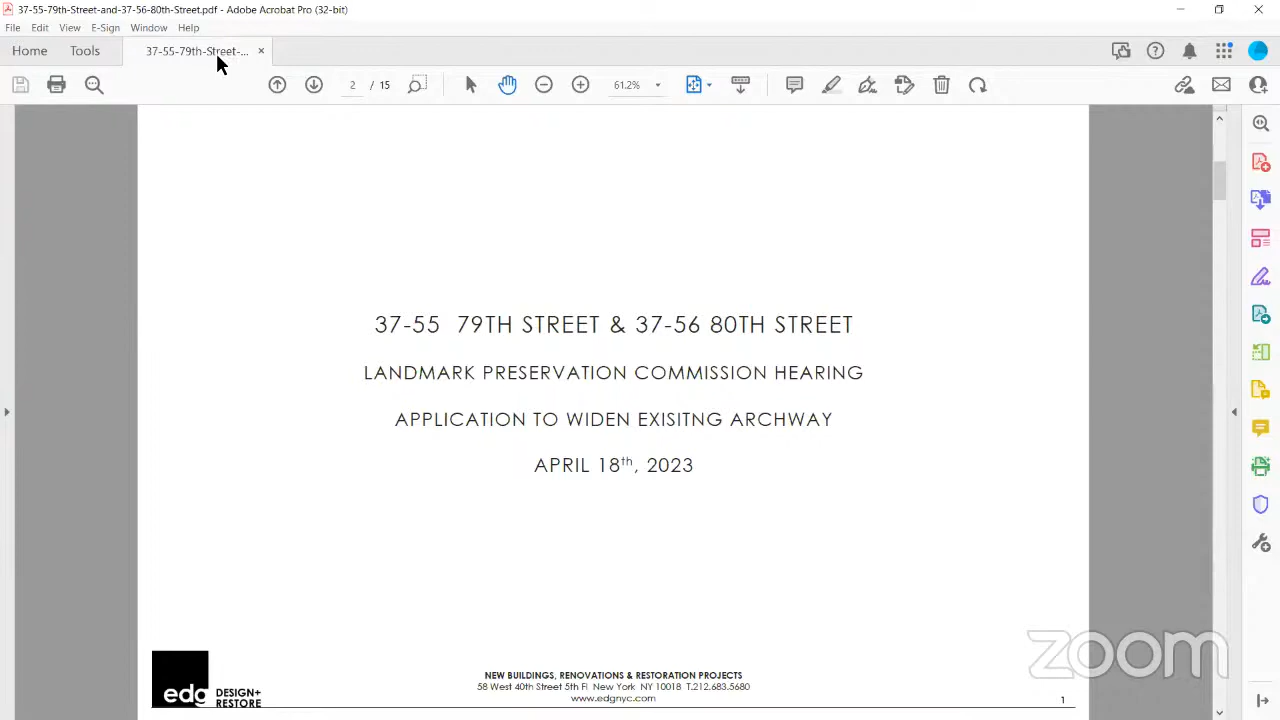 37-55-79th-Street-and-37-56-80th-Street.pdf - Adobe Acrobat Pro (32-bit)
File Edit View E-Sign Window Help
Home Tools 37-55-79th-Street-... ×
2 / 15 61.2%
37-55 79TH STREET & 37-56 80TH STREET
LANDMARK PRESERVATION COMMISSION HEARING
APPLICATION TO WIDEN EXISITNG ARCHWAY
APRIL 18th, 2023
zoom
edg DESIGN+
RESTORE
NEW BUILDINGS, RENOVATIONS & RESTORATION PROJECTS
58 West 40th Street 5th Fl New York NY 10018 T.212.683.5680
www.edgnyc.com
1